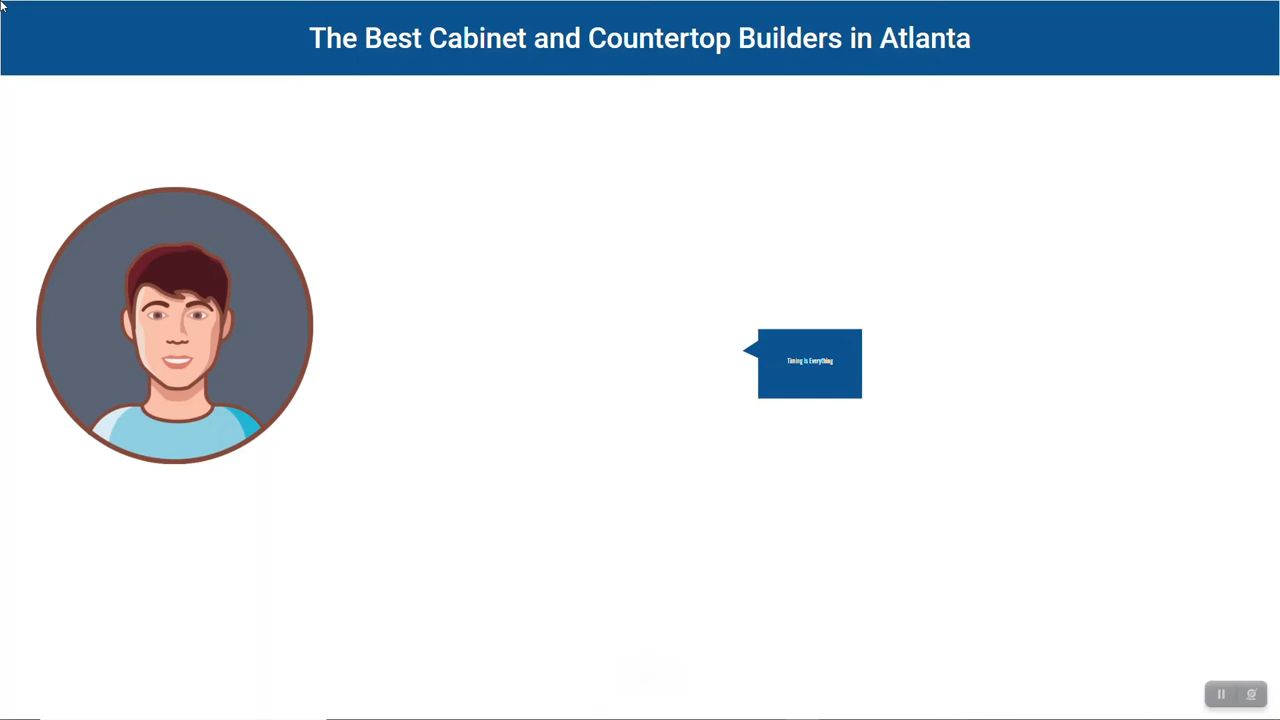 The Best Cabinet and Countertop Builders in Atlanta
Timing Is Everything